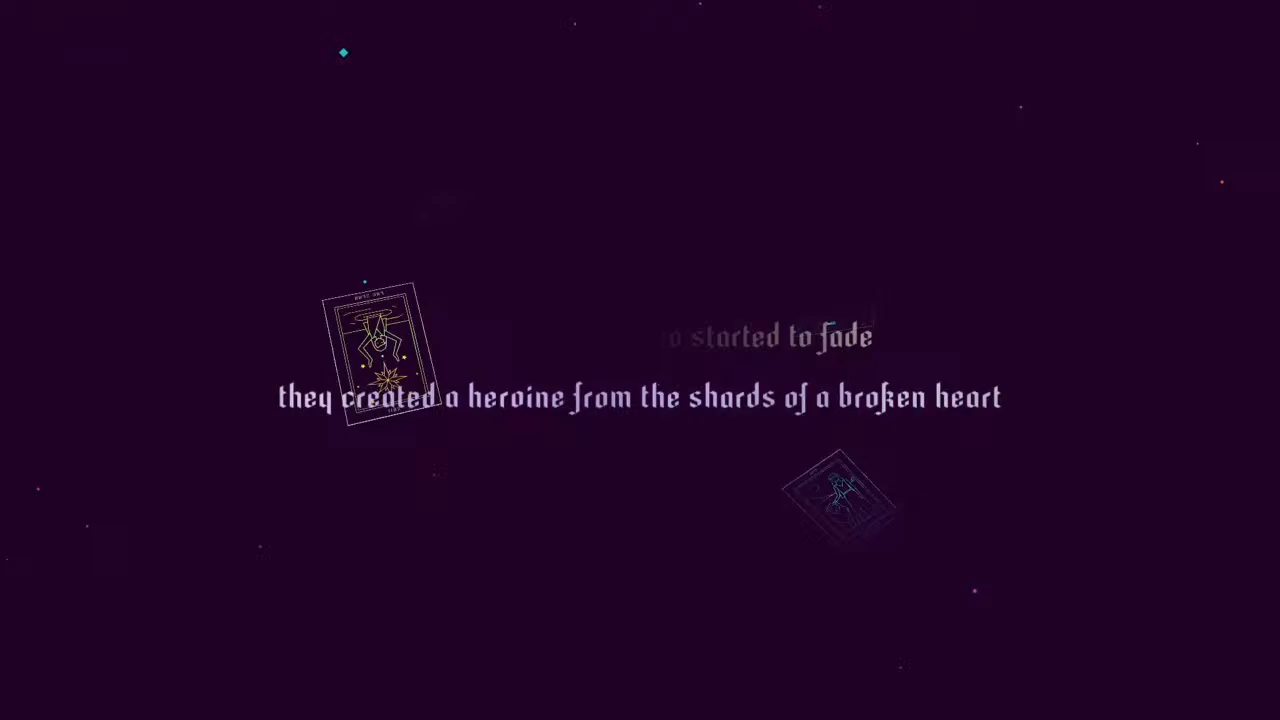 started to fade
they created a heroine from the shards of a broken heart